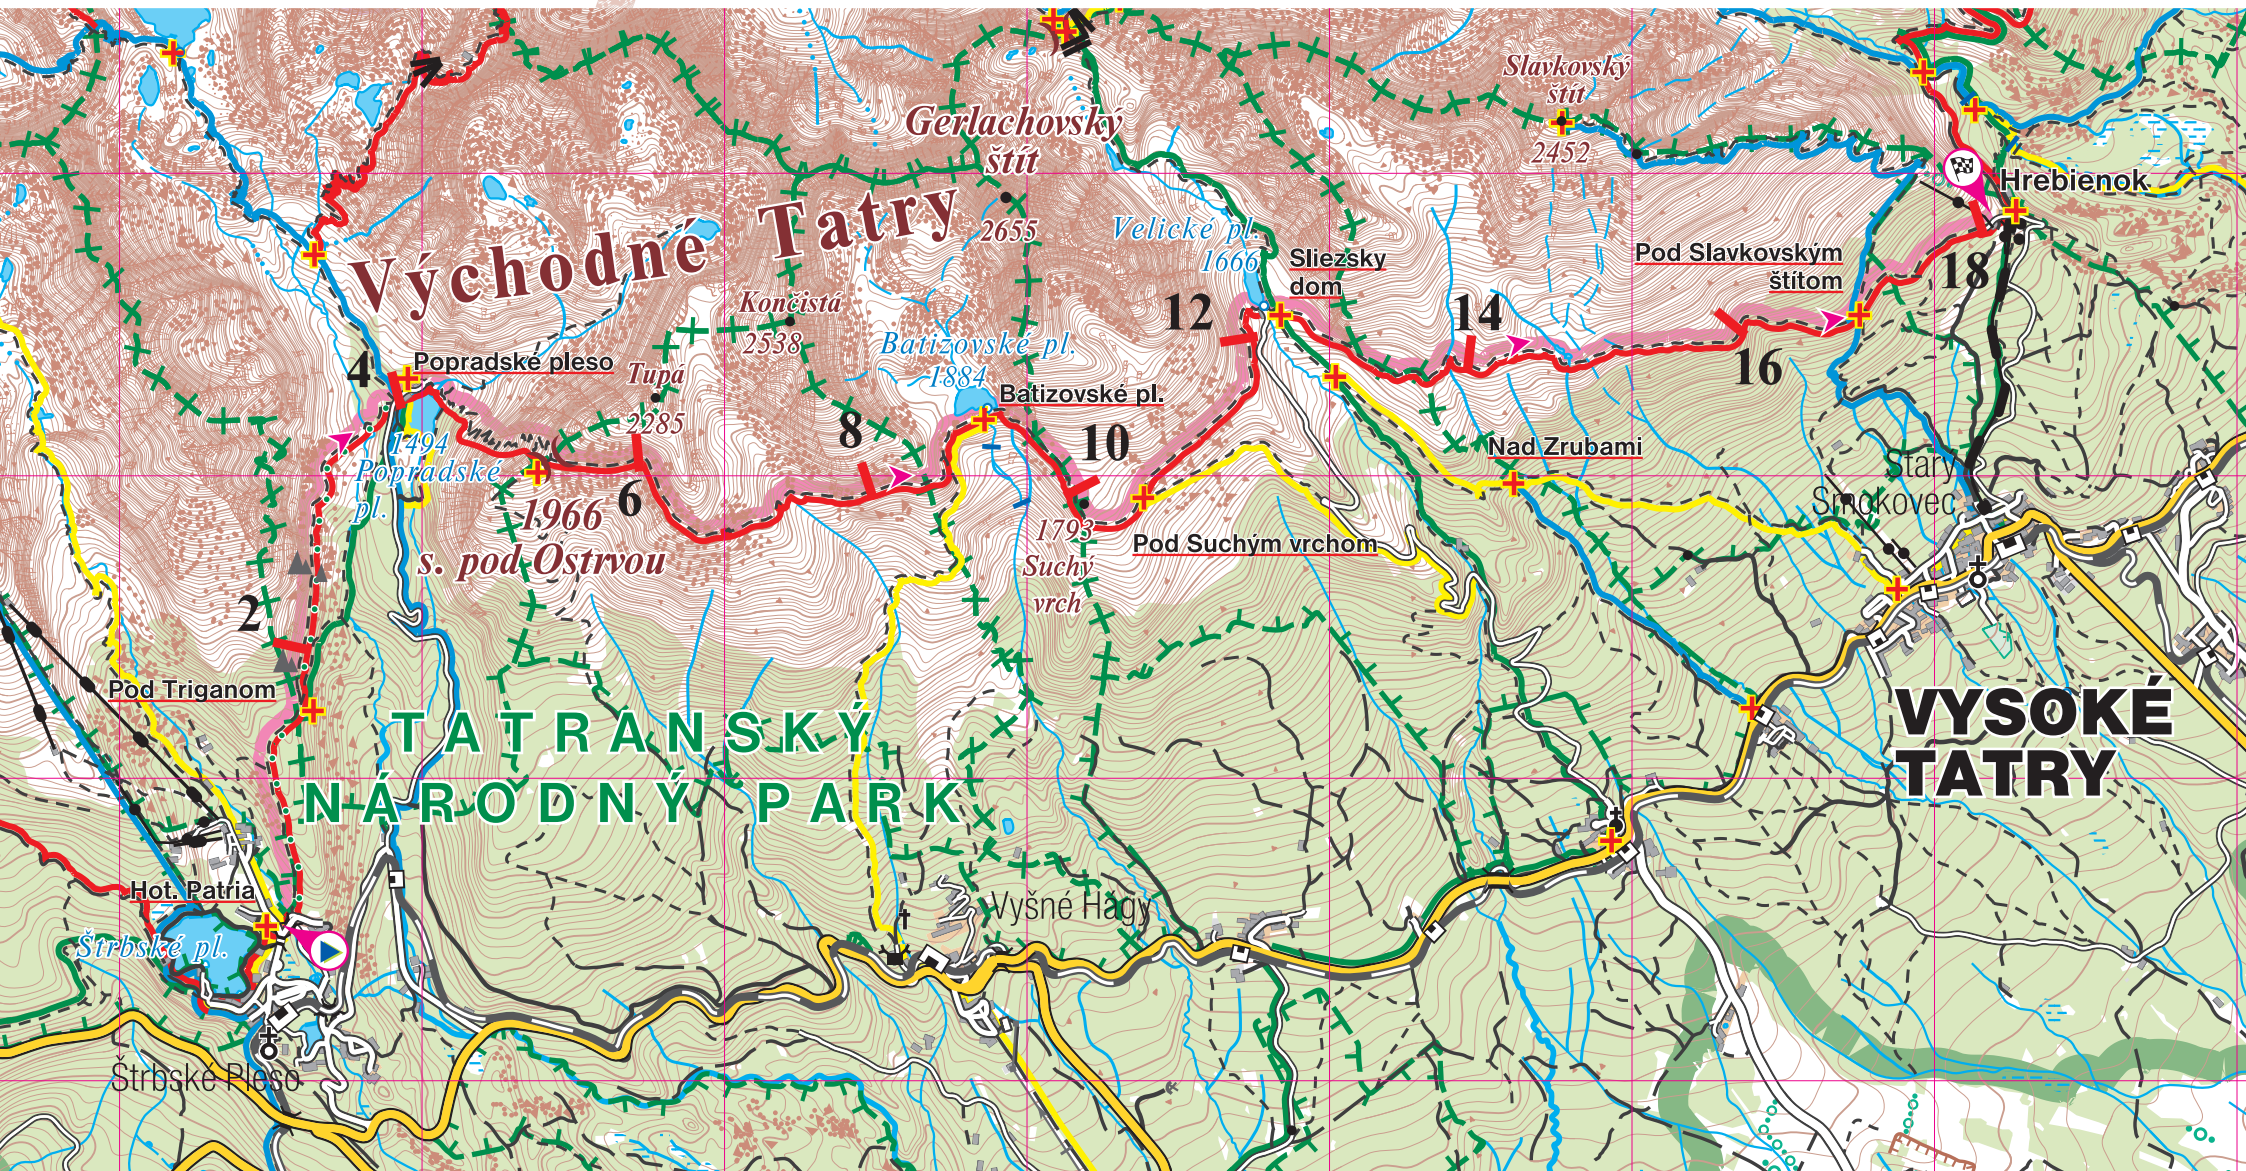 Slavkovský
štít
2452
Gerlachovský
štít
2655
Hrebienok
Východné Tatry
Velické pl.
1666
Sliezsky
dom
Pod Slavkovským
štítom
18
12
14
16
Končistá
2538
Batizovské pl.
1884
4
Popradské pleso
Tupá
2285
Batizovské pl.
8
10
1494
Popradské
pl.
Nad Zrubami
Starý
Smokovec
6
1966
s. pod Ostrvou
1793
Suchý
vrch
Pod Suchým vrchom
2
Pod Triganom
TATRANSKÝ
NÁRODNÝ PARK
VYSOKÉ
TATRY
Hot. Patria
Štrbské pl.
Vyšné Hágy
Štrbské Pleso